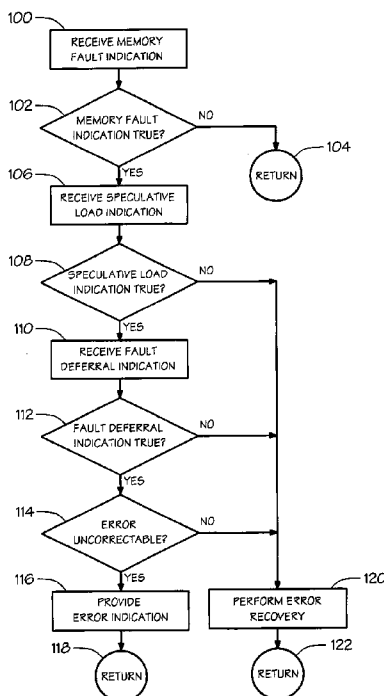 100
RECEIVE MEMORY
FAULT INDICATION
102
MEMORY FAULT
INDICATION TRUE?
NO
YES
104
RETURN
106
RECEIVE SPECULATIVE
LOAD INDICATION
108
SPECULATIVE LOAD
INDICATION TRUE?
NO
YES
110
RECEIVE FAULT
DEFERRAL INDICATION
112
FAULT DEFERRAL
INDICATION TRUE?
NO
YES
114
ERROR
UNCORRECTABLE?
NO
YES
116
PROVIDE
ERROR INDICATION
120
PERFORM ERROR
RECOVERY
118
RETURN
122
RETURN